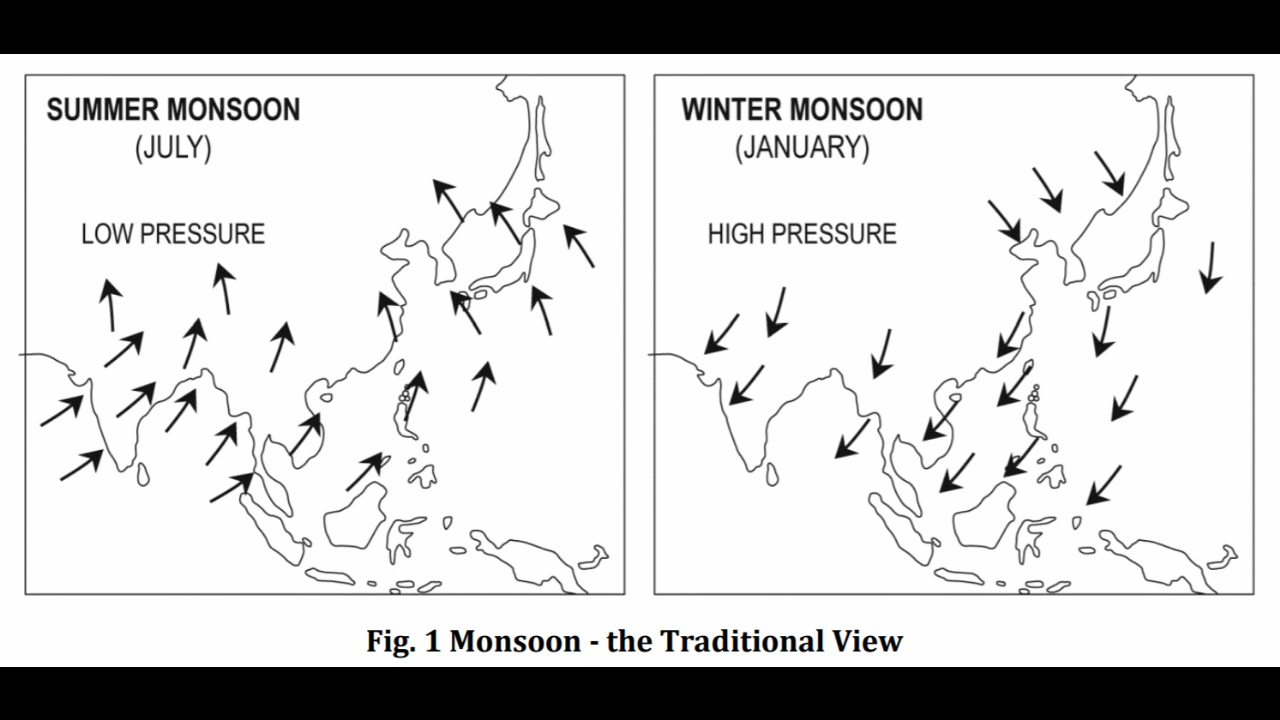 SUMMER MONSOON
(JULY)
LOW PRESSURE
WINTER MONSOON
(JANUARY)
HIGH PRESSURE
Fig. 1 Monsoon - the Traditional View